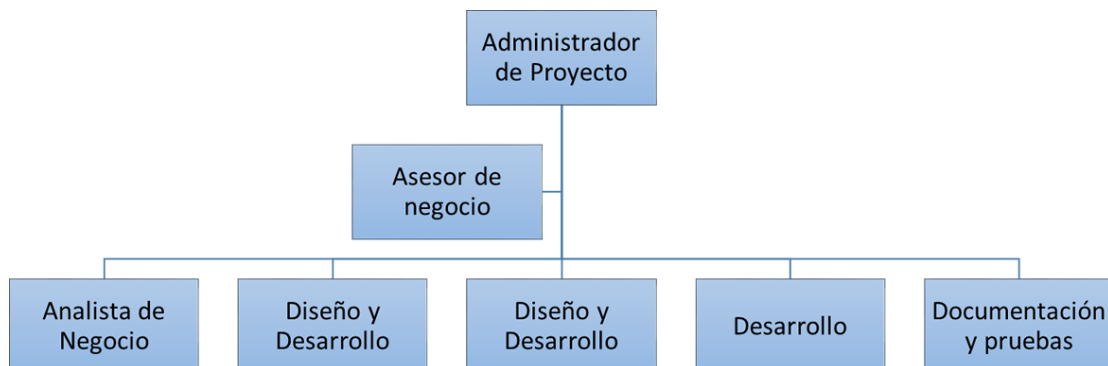 Administrador
de Proyecto
Asesor de
negocio
Analista de
Negocio
Diseño y
Desarrollo
Diseño y
Desarrollo
Desarrollo
Documentación
y pruebas